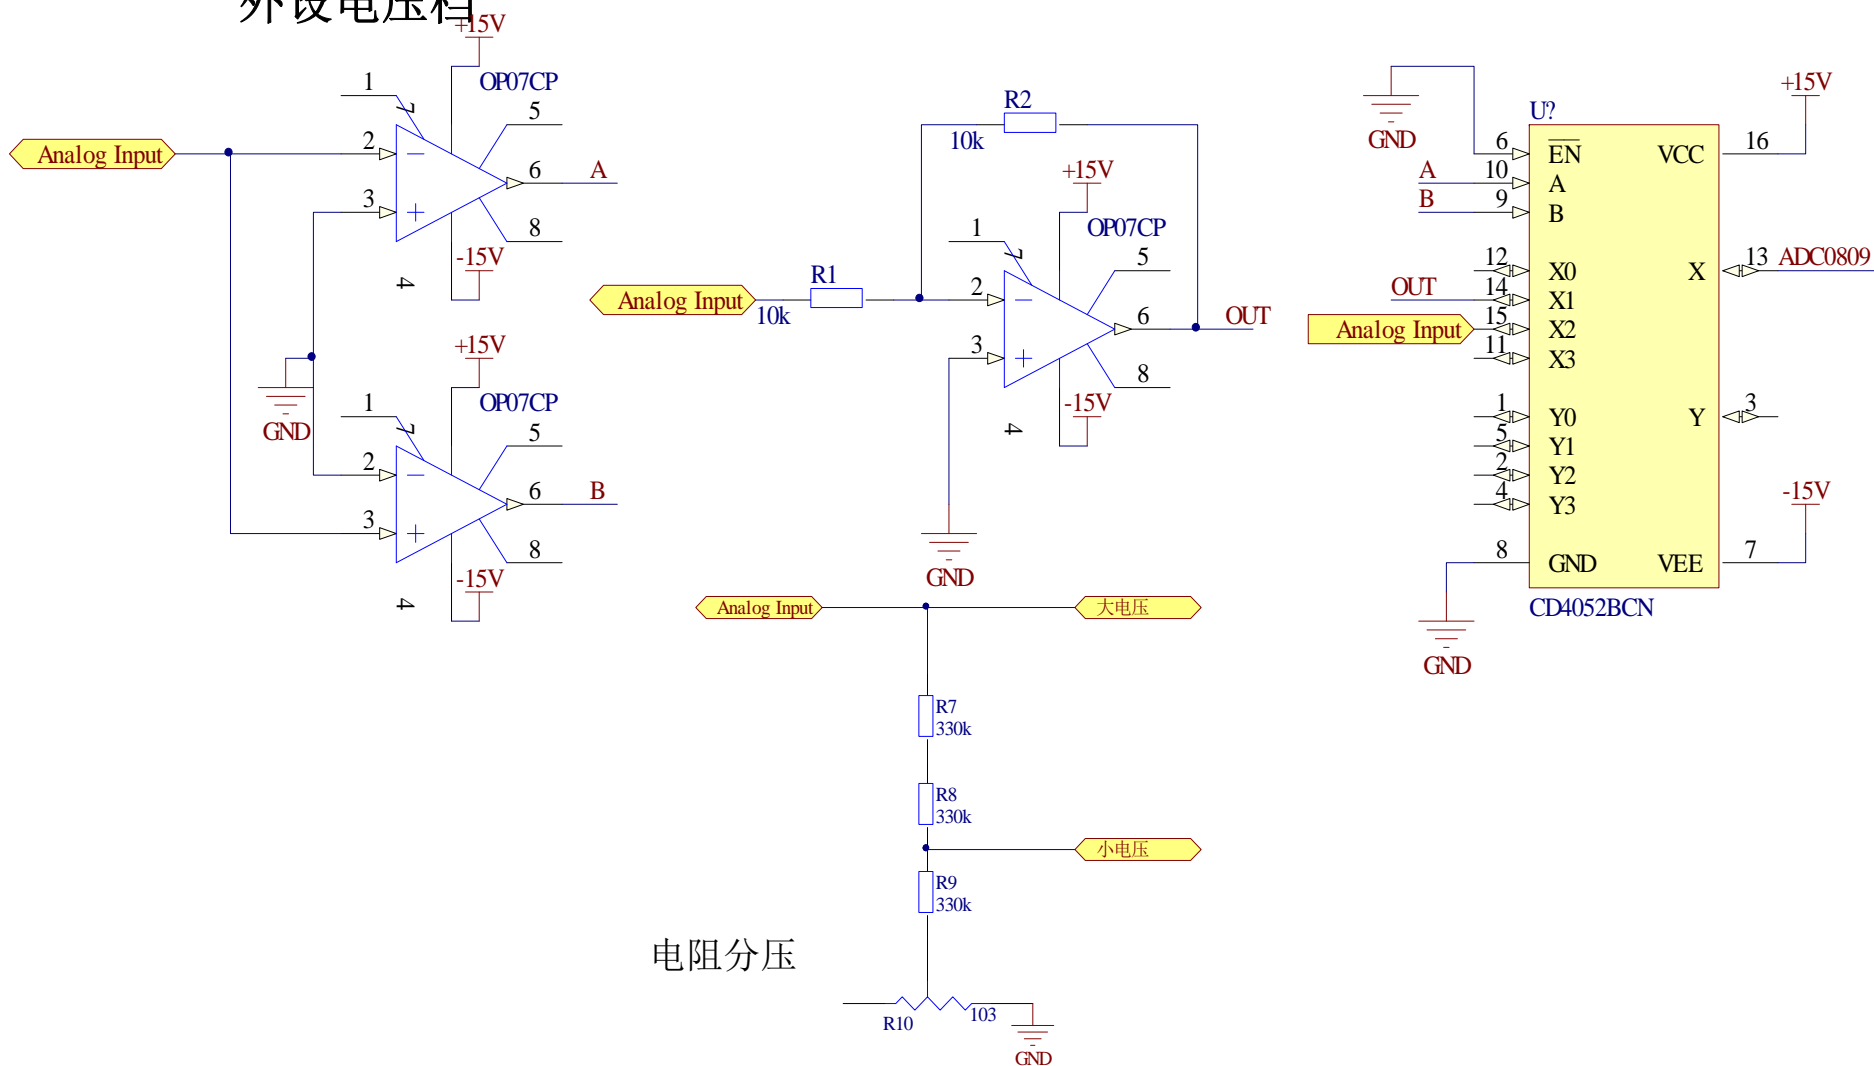 外设电压档
+15V
1
7
OP07CP
5
Analog Input
2
6
A
3
8
-15V
4
GND
+15V
1
7
OP07CP
5
2
6
B
3
8
-15V
4
R2
10k
+15V
1
7
OP07CP
5
R1
Analog Input
10k
2
6
OUT
3
8
-15V
4
GND
GND
U?
+15V
6
EN
VCC
16
A
10
A
B
9
B
12
X0
X
13
ADC0809
OUT
14
X1
Analog Input
15
X2
11
X3
1
Y0
Y
3
5
Y1
2
Y2
-15V
4
Y3
8
GND
VEE
7
CD4052BCN
GND
Analog Input
大电压
R7
330k
R8
330k
小电压
R9
330k
电阻分压
R10
103
GND